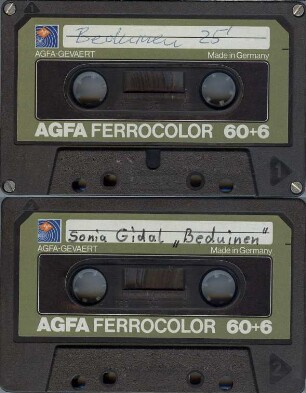 Beduinen 25'
AGFA-GEVAERT Made in Germany
AGFA FERROCOLOR 60+6
1
Sonia Gidal „Beduinen"
AGFA-GEVAERT Made in Germany
AGFA FERROCOLOR 60+6
2